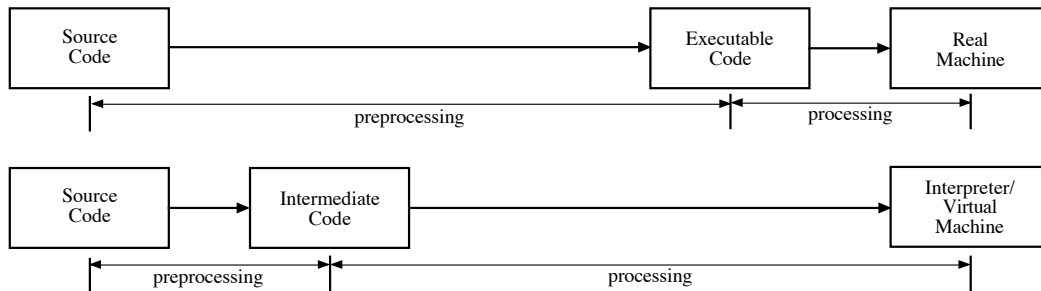 Source
Code
Executable
Code
Real
Machine
preprocessing
processing
Source
Code
Intermediate
Code
Interpreter/
Virtual
Machine
preprocessing
processing